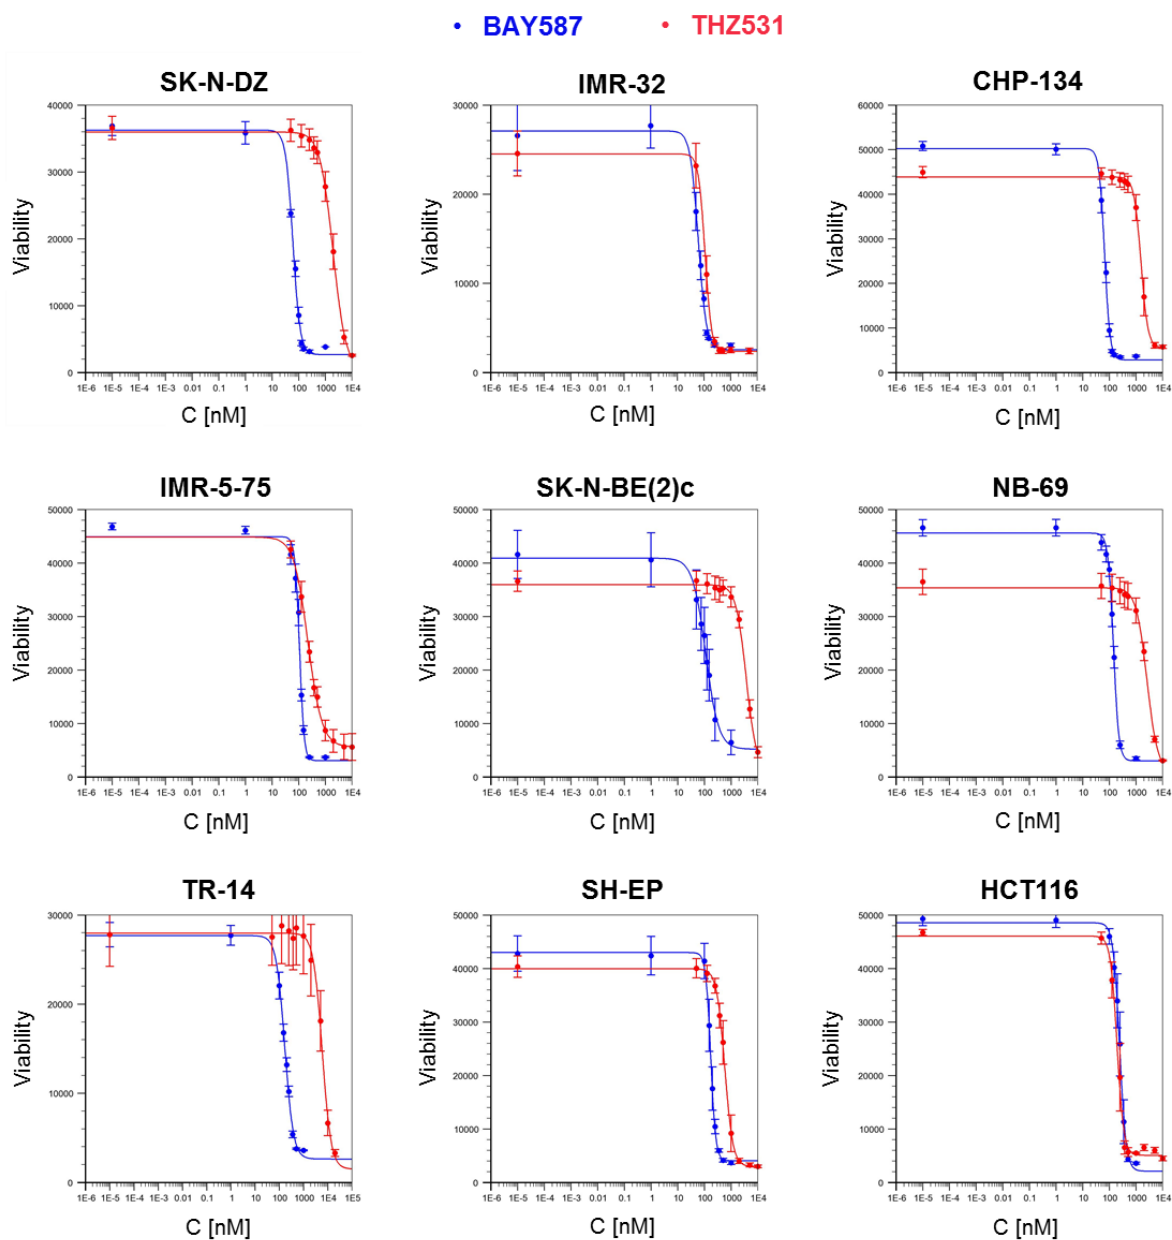 • BAY587 • THZ531
SK-N-DZ IMR-32 CHP-134
Viability
40000
30000
20000
10000
0
1E-6 1E-5 1E-4 1E-3 0.01 0.1 1 10 100 1000 1E4
C [nM]
Viability
30000
20000
10000
0
1E-6 1E-5 1E-4 1E-3 0.01 0.1 1 10 100 1000 1E4
C [nM]
Viability
60000
50000
40000
30000
20000
10000
0
1E-6 1E-5 1E-4 1E-3 0.01 0.1 1 10 100 1000 1E4
C [nM]
IMR-5-75 SK-N-BE(2)c NB-69
Viability
50000
40000
30000
20000
10000
0
1E-6 1E-5 1E-4 1E-3 0.01 0.1 1 10 100 1000 1E4
C [nM]
Viability
50000
40000
30000
20000
10000
0
1E-6 1E-5 1E-4 1E-3 0.01 0.1 1 10 100 1000 1E4
C [nM]
Viability
50000
40000
30000
20000
10000
0
1E-6 1E-5 1E-4 1E-3 0.01 0.1 1 10 100 1000 1E4
C [nM]
TR-14 SH-EP HCT116
Viability
30000
20000
10000
0
1E-6 1E-5 1E-4 1E-3 0.01 0.1 1 10 100 1000 1E4 1E5
C [nM]
Viability
50000
40000
30000
20000
10000
0
1E-6 1E-5 1E-4 1E-3 0.01 0.1 1 10 100 1000 1E4
C [nM]
Viability
50000
40000
30000
20000
10000
0
1E-6 1E-5 1E-4 1E-3 0.01 0.1 1 10 100 1000 1E4
C [nM]